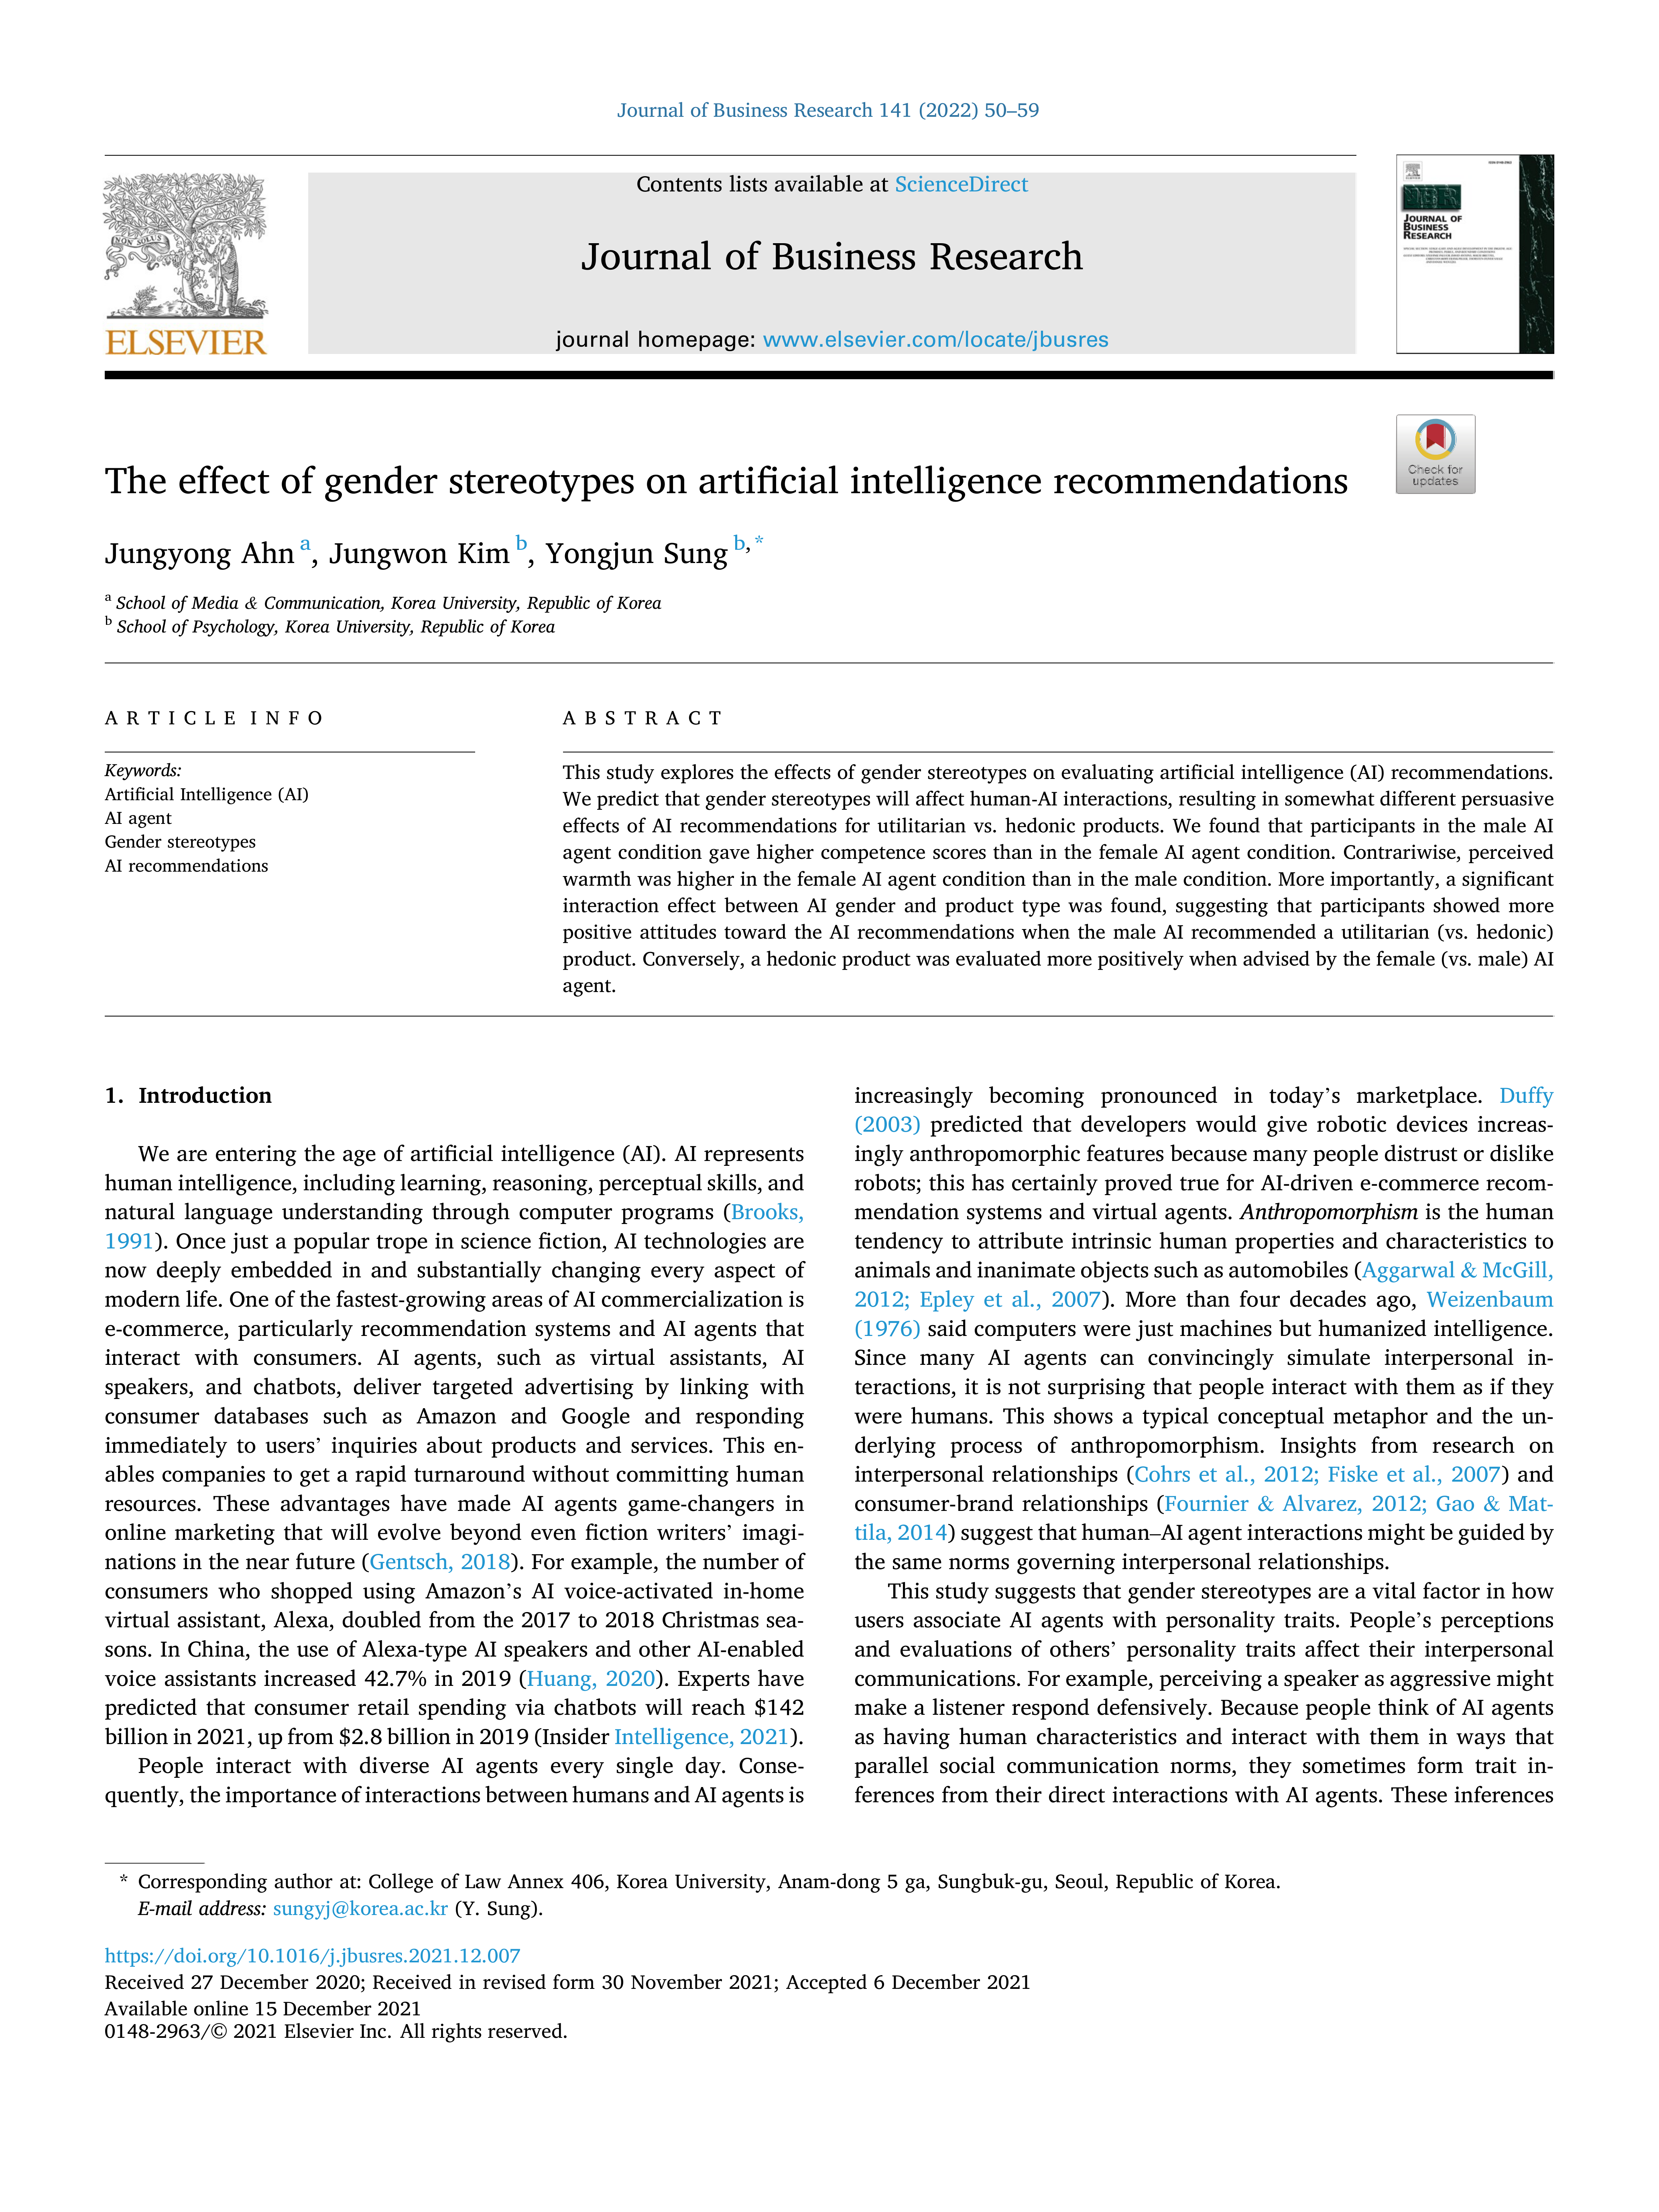 Journal of Business Research 141 (2022) 50–59
Contents lists available at ScienceDirect
Journal of Business Research
journal homepage: www.elsevier.com/locate/jbusres
NON SOLUS
ELSEVIER
JOURNAL OF
BUSINESS
RESEARCH
Check for
updates
The effect of gender stereotypes on artificial intelligence recommendations
Jungyong Ahn a, Jungwon Kim b, Yongjun Sung b,*
a School of Media & Communication, Korea University, Republic of Korea
b School of Psychology, Korea University, Republic of Korea
A R T I C L E I N F O
Keywords:
Artificial Intelligence (AI)
AI agent
Gender stereotypes
AI recommendations
A B S T R A C T
This study explores the effects of gender stereotypes on evaluating artificial intelligence (AI) recommendations.
We predict that gender stereotypes will affect human-AI interactions, resulting in somewhat different persuasive
effects of AI recommendations for utilitarian vs. hedonic products. We found that participants in the male AI
agent condition gave higher competence scores than in the female AI agent condition. Contrariwise, perceived
warmth was higher in the female AI agent condition than in the male condition. More importantly, a significant
interaction effect between AI gender and product type was found, suggesting that participants showed more
positive attitudes toward the AI recommendations when the male AI recommended a utilitarian (vs. hedonic)
product. Conversely, a hedonic product was evaluated more positively when advised by the female (vs. male) AI
agent.
1. Introduction
We are entering the age of artificial intelligence (AI). AI represents
human intelligence, including learning, reasoning, perceptual skills, and
natural language understanding through computer programs (Brooks,
1991). Once just a popular trope in science fiction, AI technologies are
now deeply embedded in and substantially changing every aspect of
modern life. One of the fastest-growing areas of AI commercialization is
e-commerce, particularly recommendation systems and AI agents that
interact with consumers. AI agents, such as virtual assistants, AI
speakers, and chatbots, deliver targeted advertising by linking with
consumer databases such as Amazon and Google and responding
immediately to users' inquiries about products and services. This en-
ables companies to get a rapid turnaround without committing human
resources. These advantages have made AI agents game-changers in
online marketing that will evolve beyond even fiction writers' imagi-
nations in the near future (Gentsch, 2018). For example, the number of
consumers who shopped using Amazon's AI voice-activated in-home
virtual assistant, Alexa, doubled from the 2017 to 2018 Christmas sea-
sons. In China, the use of Alexa-type AI speakers and other AI-enabled
voice assistants increased 42.7% in 2019 (Huang, 2020). Experts have
predicted that consumer retail spending via chatbots will reach $142
billion in 2021, up from $2.8 billion in 2019 (Insider Intelligence, 2021).
People interact with diverse AI agents every single day. Conse-
quently, the importance of interactions between humans and AI agents is
increasingly becoming pronounced in today's marketplace. Duffy
(2003) predicted that developers would give robotic devices increas-
ingly anthropomorphic features because many people distrust or dislike
robots; this has certainly proved true for AI-driven e-commerce recom-
mendation systems and virtual agents. Anthropomorphism is the human
tendency to attribute intrinsic human properties and characteristics to
animals and inanimate objects such as automobiles (Aggarwal & McGill,
2012; Epley et al., 2007). More than four decades ago, Weizenbaum
(1976) said computers were just machines but humanized intelligence.
Since many AI agents can convincingly simulate interpersonal in-
teractions, it is not surprising that people interact with them as if they
were humans. This shows a typical conceptual metaphor and the un-
derlying process of anthropomorphism. Insights from research on
interpersonal relationships (Cohrs et al., 2012; Fiske et al., 2007) and
consumer-brand relationships (Fournier & Alvarez, 2012; Gao & Mat-
tila, 2014) suggest that human–AI agent interactions might be guided by
the same norms governing interpersonal relationships.
This study suggests that gender stereotypes are a vital factor in how
users associate AI agents with personality traits. People's perceptions
and evaluations of others' personality traits affect their interpersonal
communications. For example, perceiving a speaker as aggressive might
make a listener respond defensively. Because people think of AI agents
as having human characteristics and interact with them in ways that
parallel social communication norms, they sometimes form trait in-
ferences from their direct interactions with AI agents. These inferences
* Corresponding author at: College of Law Annex 406, Korea University, Anam-dong 5 ga, Sungbuk-gu, Seoul, Republic of Korea.
E-mail address: sungyj@korea.ac.kr (Y. Sung).
https://doi.org/10.1016/j.jbusres.2021.12.007
Received 27 December 2020; Received in revised form 30 November 2021; Accepted 6 December 2021
Available online 15 December 2021
0148-2963/© 2021 Elsevier Inc. All rights reserved.